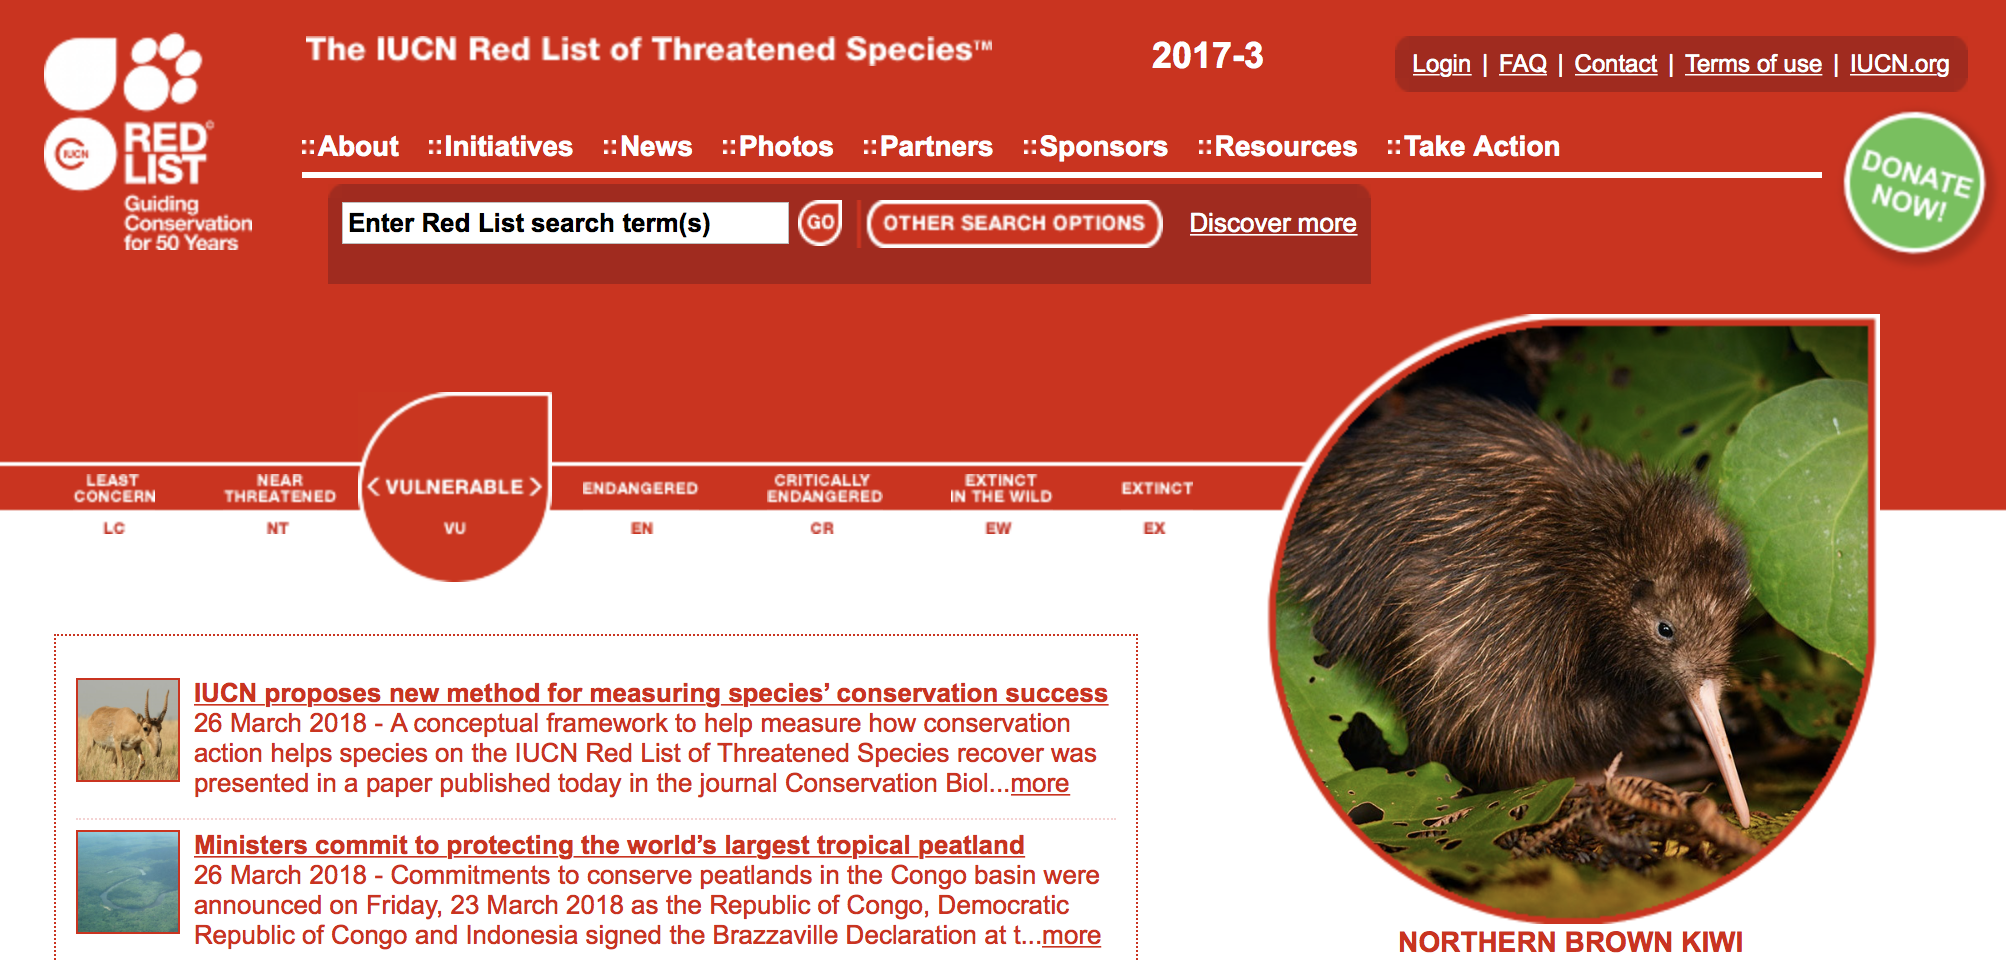 The IUCN Red List of Threatened Species™
2017-3
Login | FAQ | Contact | Terms of use | IUCN.org
IUCN
RED©
LIST
Guiding
Conservation
for 50 Years
::About ::Initiatives ::News ::Photos ::Partners ::Sponsors ::Resources ::Take Action
DONATE
NOW!
Enter Red List search term(s) GO OTHER SEARCH OPTIONS Discover more
LEAST
CONCERN
LC
NEAR
THREATENED
NT
< VULNERABLE >
VU
ENDANGERED
EN
CRITICALLY
ENDANGERED
CR
EXTINCT
IN THE WILD
EW
EXTINCT
EX
IUCN proposes new method for measuring species’ conservation success
26 March 2018 - A conceptual framework to help measure how conservation
action helps species on the IUCN Red List of Threatened Species recover was
presented in a paper published today in the journal Conservation Biol...more
Ministers commit to protecting the world’s largest tropical peatland
26 March 2018 - Commitments to conserve peatlands in the Congo basin were
announced on Friday, 23 March 2018 as the Republic of Congo, Democratic
Republic of Congo and Indonesia signed the Brazzaville Declaration at t...more
NORTHERN BROWN KIWI